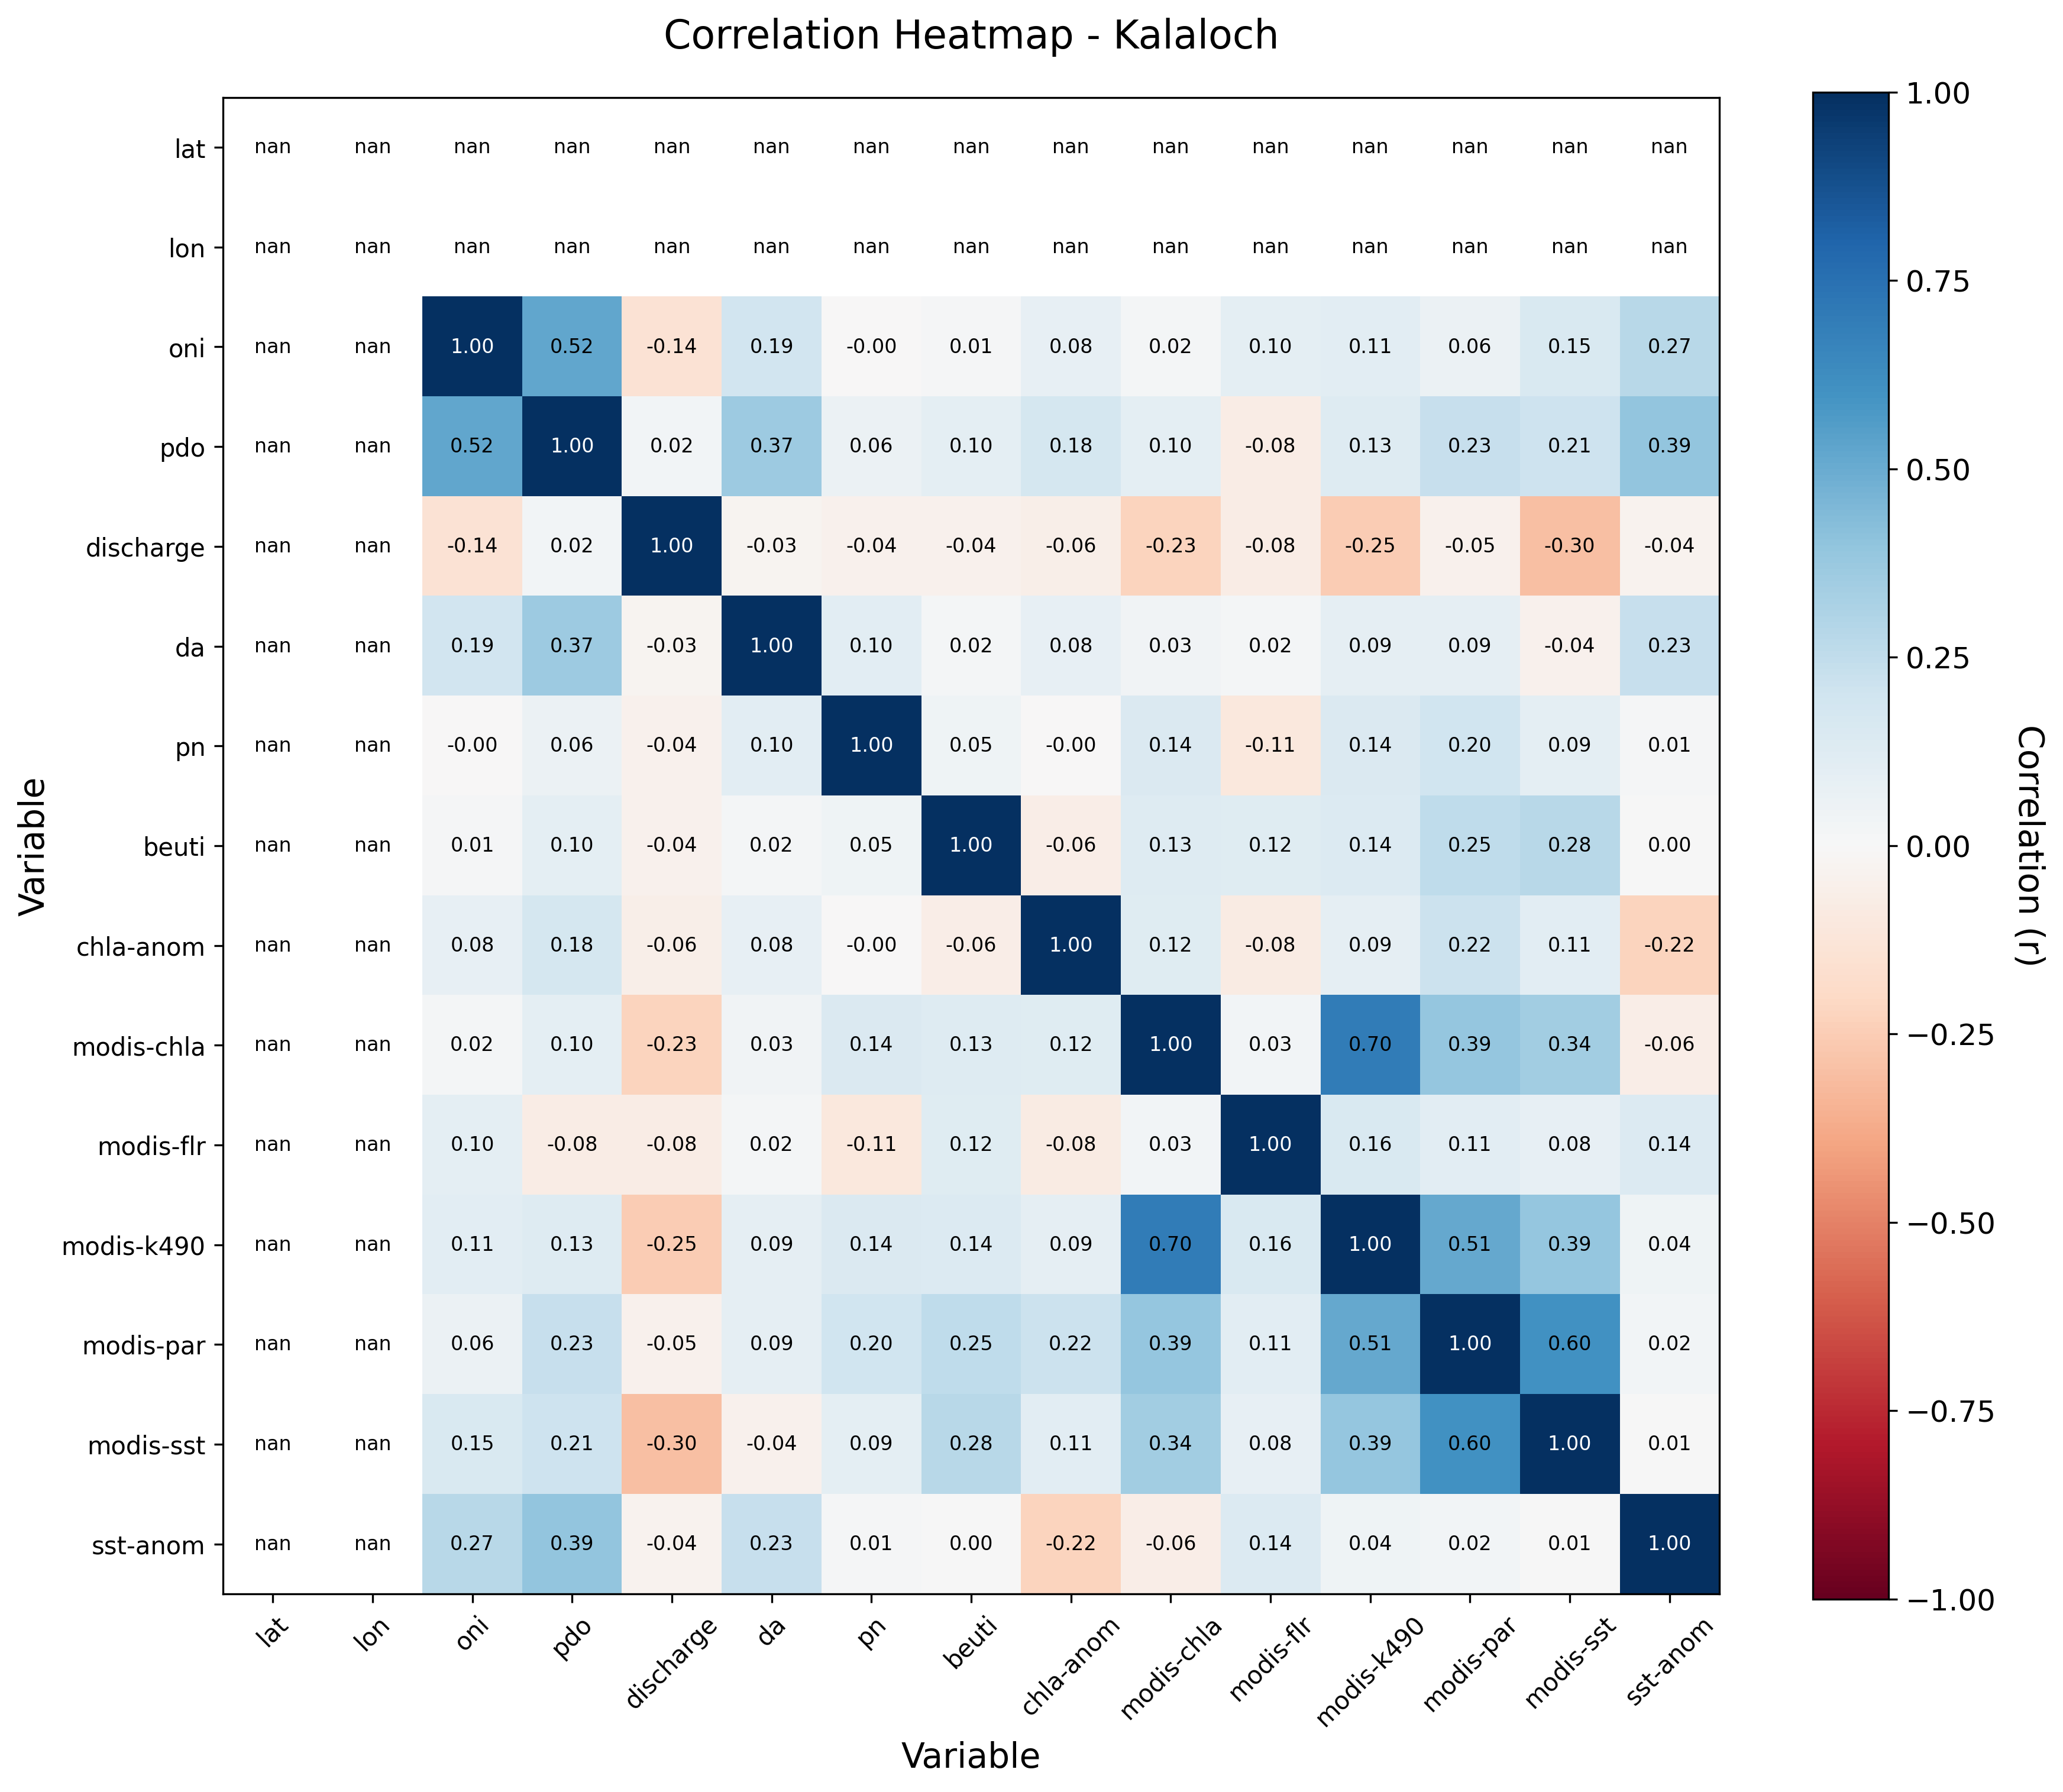 Correlation Heatmap - Kalaloch
lat nan nan nan nan nan nan nan nan nan nan nan nan nan nan nan
lon nan nan nan nan nan nan nan nan nan nan nan nan nan nan nan
oni nan nan 1.00 0.52 -0.14 0.19 -0.00 0.01 0.08 0.02 0.10 0.11 0.06 0.15 0.27
pdo nan nan 0.52 1.00 0.02 0.37 0.06 0.10 0.18 0.10 -0.08 0.13 0.23 0.21 0.39
discharge nan nan -0.14 0.02 1.00 -0.03 -0.04 -0.04 -0.06 -0.23 -0.08 -0.25 -0.05 -0.30 -0.04
da nan nan 0.19 0.37 -0.03 1.00 0.10 0.02 0.08 0.03 0.02 0.09 0.09 -0.04 0.23
pn nan nan -0.00 0.06 -0.04 0.10 1.00 0.05 -0.00 0.14 -0.11 0.14 0.20 0.09 0.01
beuti nan nan 0.01 0.10 -0.04 0.02 0.05 1.00 -0.06 0.13 0.12 0.14 0.25 0.28 0.00
chla-anom nan nan 0.08 0.18 -0.06 0.08 -0.00 -0.06 1.00 0.12 -0.08 0.09 0.22 0.11 -0.22
modis-chla nan nan 0.02 0.10 -0.23 0.03 0.14 0.13 0.12 1.00 0.03 0.70 0.39 0.34 -0.06
modis-flr nan nan 0.10 -0.08 -0.08 0.02 -0.11 0.12 -0.08 0.03 1.00 0.16 0.11 0.08 0.14
modis-k490 nan nan 0.11 0.13 -0.25 0.09 0.14 0.14 0.09 0.70 0.16 1.00 0.51 0.39 0.04
modis-par nan nan 0.06 0.23 -0.05 0.09 0.20 0.25 0.22 0.39 0.11 0.51 1.00 0.60 0.02
modis-sst nan nan 0.15 0.21 -0.30 -0.04 0.09 0.28 0.11 0.34 0.08 0.39 0.60 1.00 0.01
sst-anom nan nan 0.27 0.39 -0.04 0.23 0.01 0.00 -0.22 -0.06 0.14 0.04 0.02 0.01 1.00
lat lon oni pdo discharge da pn beuti chla-anom modis-chla modis-flr modis-k490 modis-par modis-sst sst-anom
Variable
Variable
1.00
0.75
0.50
0.25
0.00
−0.25
−0.50
−0.75
−1.00
Correlation (r)